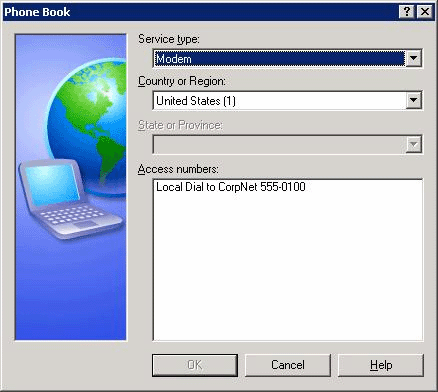 Phone Book
Service type:
Modem
Country or Region:
United States (1)
State or Province:
Access numbers:
Local Dial to CorpNet 555-0100
OK Cancel Help